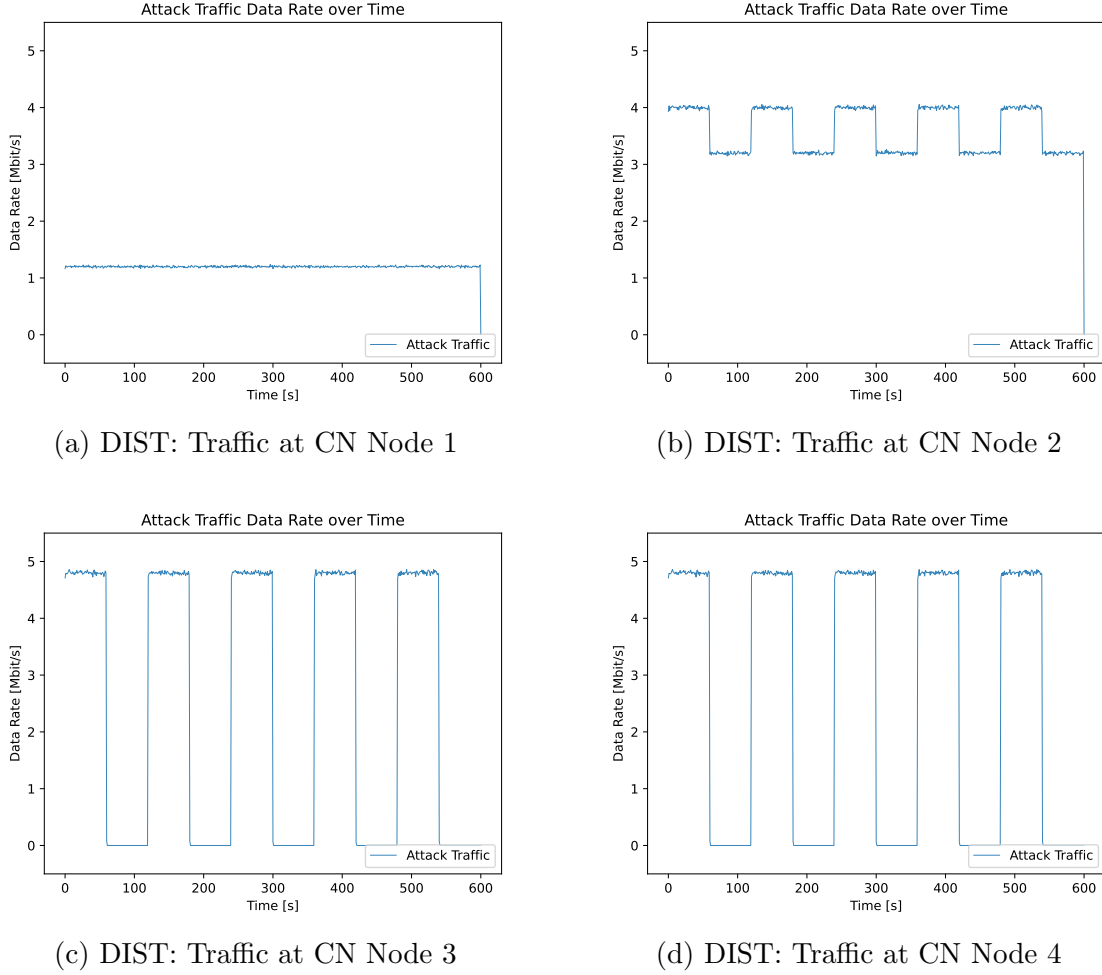 Attack Traffic Data Rate over Time
5
4
3
2
1
0
Data Rate [Mbit/s]
0 100 200 300 400 500 600
Time [s]
Attack Traffic
(a) DIST: Traffic at CN Node 1
Attack Traffic Data Rate over Time
5
4
3
2
1
0
Data Rate [Mbit/s]
0 100 200 300 400 500 600
Time [s]
Attack Traffic
(b) DIST: Traffic at CN Node 2
Attack Traffic Data Rate over Time
5
4
3
2
1
0
Data Rate [Mbit/s]
0 100 200 300 400 500 600
Time [s]
Attack Traffic
(c) DIST: Traffic at CN Node 3
Attack Traffic Data Rate over Time
5
4
3
2
1
0
Data Rate [Mbit/s]
0 100 200 300 400 500 600
Time [s]
Attack Traffic
(d) DIST: Traffic at CN Node 4